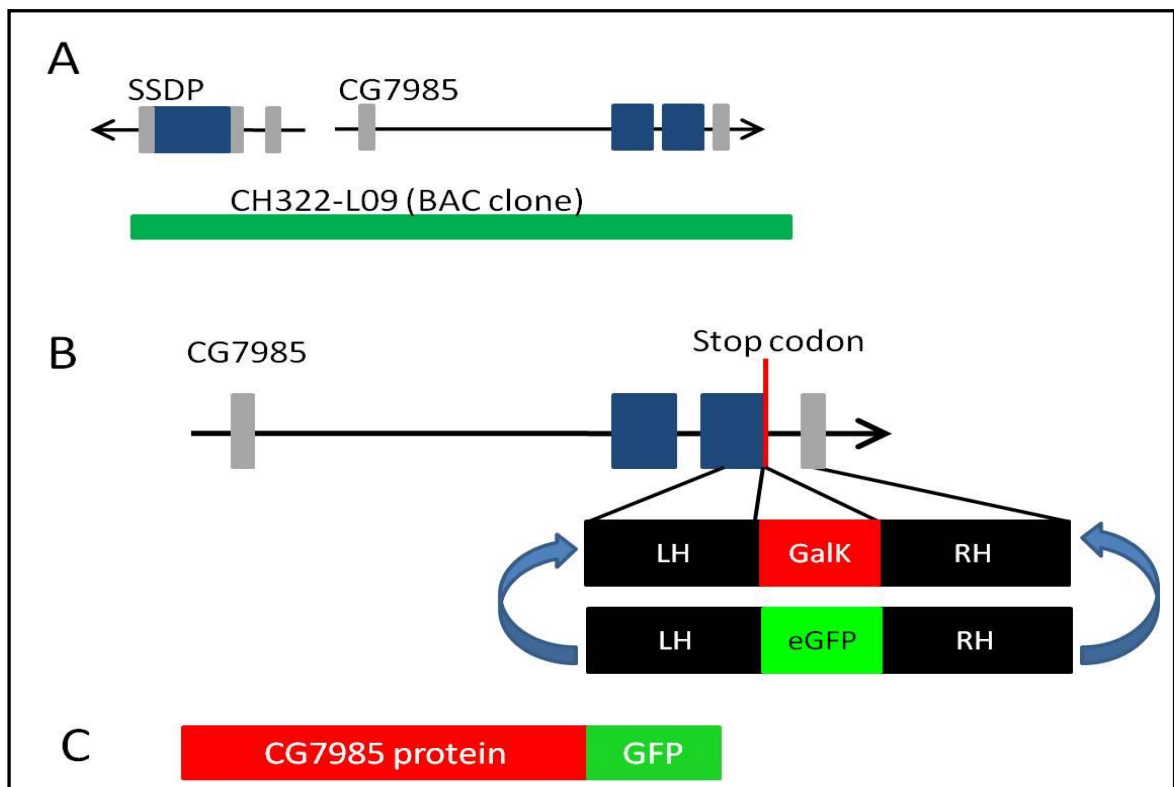 A
SSDP
CG7985
CH322-L09 (BAC clone)
B
CG7985
Stop codon
LH GalK RH
LH eGFP RH
C
CG7985 protein GFP